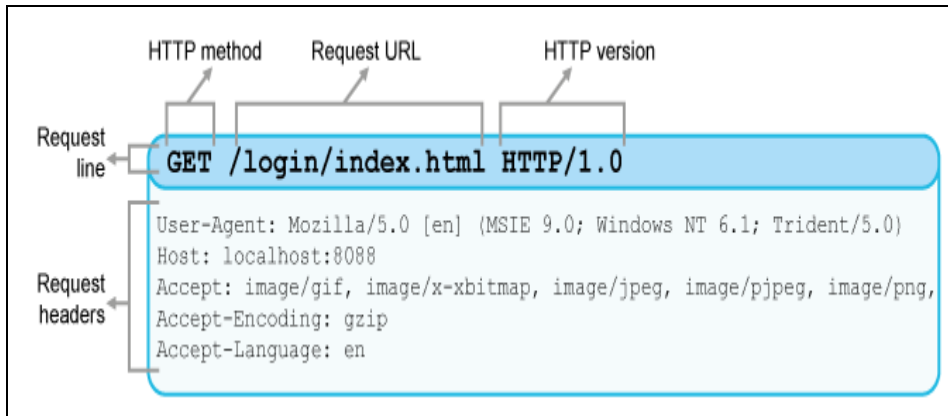 HTTP method Request URL HTTP version
Request line
GET /login/index.html HTTP/1.0
Request headers
User-Agent: Mozilla/5.0 [en] (MSIE 9.0; Windows NT 6.1; Trident/5.0)
Host: localhost:8088
Accept: image/gif, image/x-xbitmap, image/jpeg, image/pjpeg, image/png,
Accept-Encoding: gzip
Accept-Language: en